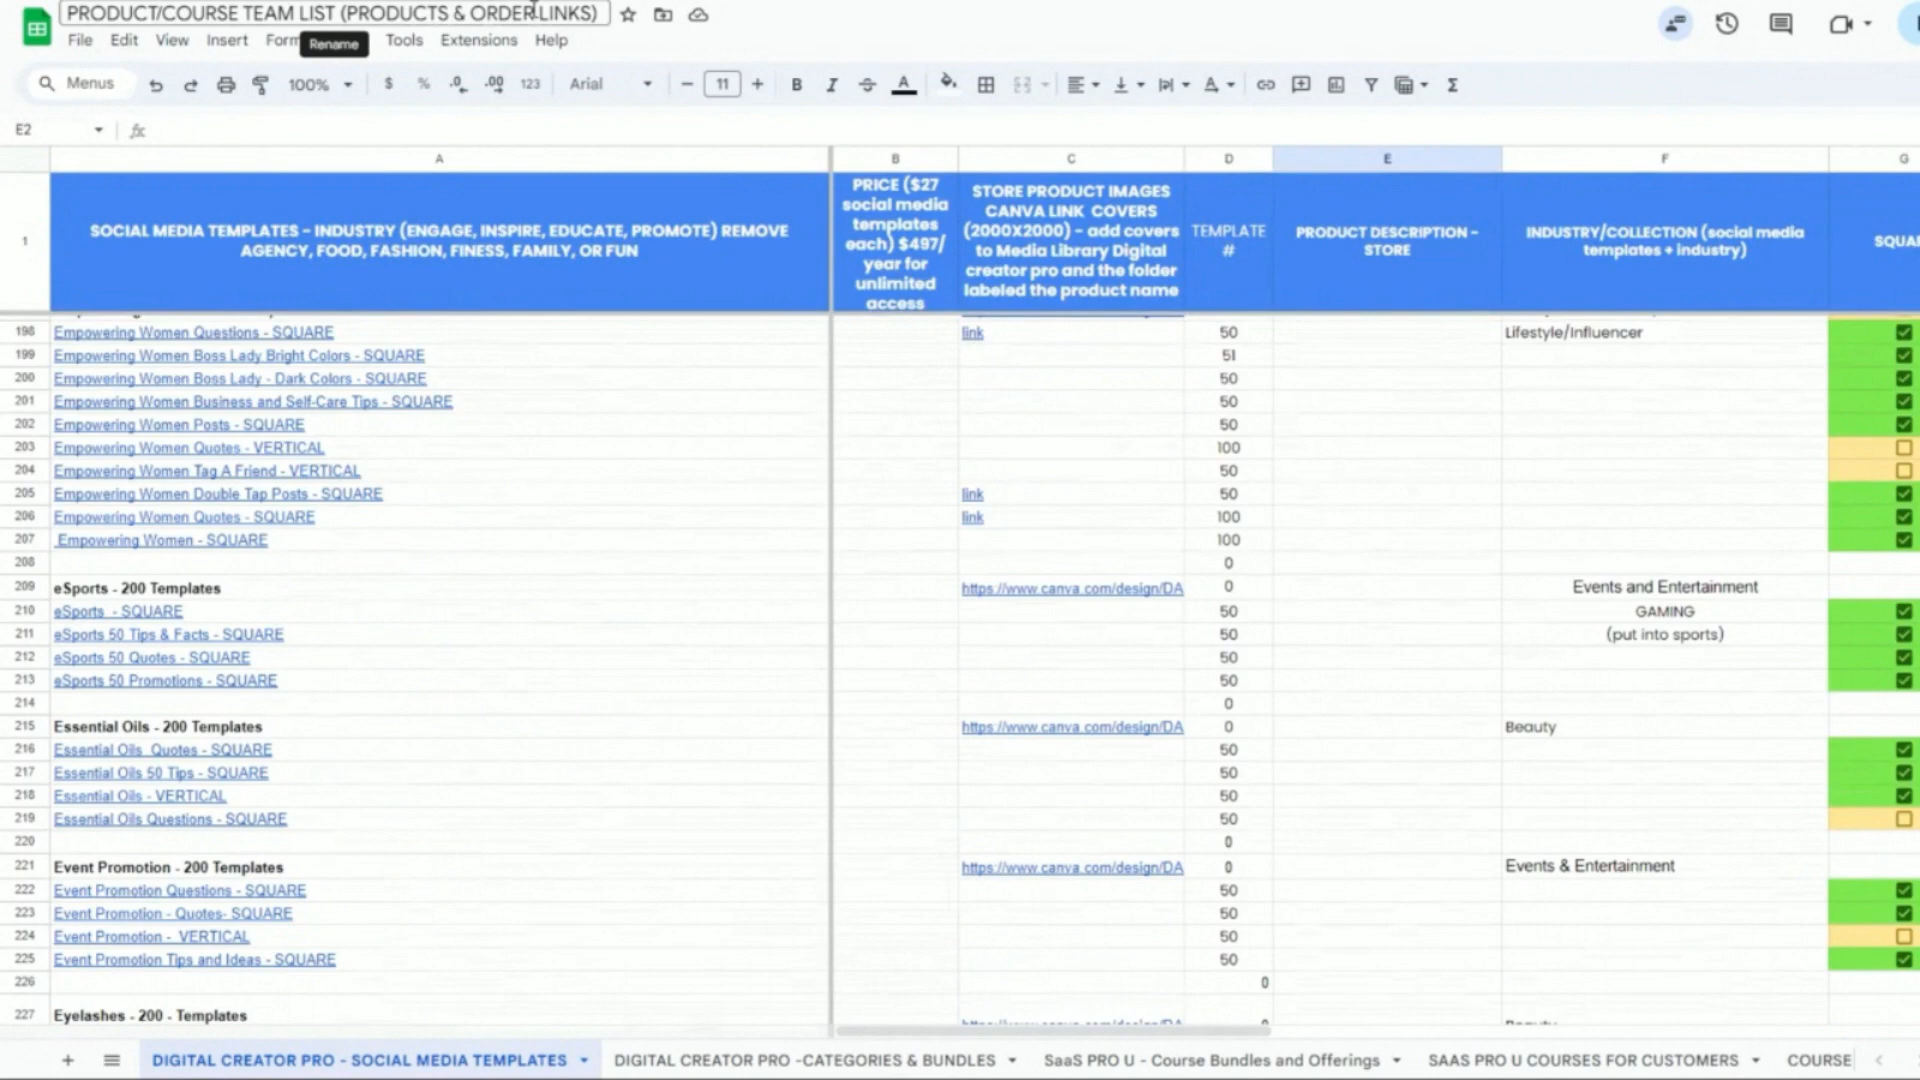 PRODUCT/COURSE TEAM LIST (PRODUCTS & ORDER LINKS)
File Edit View Insert Form Tools Extensions Help
Rename
Menus 100% $ % .0 .00 123 Arial 11 B I A
E2 fx
A B C D E F G
1
SOCIAL MEDIA TEMPLATES - INDUSTRY (ENGAGE, INSPIRE, EDUCATE, PROMOTE) REMOVE
AGENCY, FOOD, FASHION, FINESS, FAMILY, OR FUN
PRICE ($27
social media
templates
each) $497/
year for
unlimited
access
STORE PRODUCT IMAGES
CANVA LINK COVERS
(2000X2000) - add covers
to Media Library Digital
creator pro and the folder
labeled the product name
TEMPLATE
#
PRODUCT DESCRIPTION -
STORE
INDUSTRY/COLLECTION (social media
templates + industry)
SQUAR
198 Empowering Women Questions - SQUARE link 50 Lifestyle/Influencer
199 Empowering Women Boss Lady Bright Colors - SQUARE 51
200 Empowering Women Boss Lady - Dark Colors - SQUARE 50
201 Empowering Women Business and Self-Care Tips - SQUARE 50
202 Empowering Women Posts - SQUARE 50
203 Empowering Women Quotes - VERTICAL 100
204 Empowering Women Tag A Friend - VERTICAL 50
205 Empowering Women Double Tap Posts - SQUARE link 50
206 Empowering Women Quotes - SQUARE link 100
207 Empowering Women - SQUARE 100
208 0
209 eSports - 200 Templates https://www.canva.com/design/DA 0 Events and Entertainment
210 eSports - SQUARE 50 GAMING
211 eSports 50 Tips & Facts - SQUARE 50 (put into sports)
212 eSports 50 Quotes - SQUARE 50
213 eSports 50 Promotions - SQUARE 50
214 0
215 Essential Oils - 200 Templates https://www.canva.com/design/DA 0 Beauty
216 Essential Oils Quotes - SQUARE 50
217 Essential Oils 50 Tips - SQUARE 50
218 Essential Oils - VERTICAL 50
219 Essential Oils Questions - SQUARE 50
220 0
221 Event Promotion - 200 Templates https://www.canva.com/design/DA 0 Events & Entertainment
222 Event Promotion Questions - SQUARE 50
223 Event Promotion - Quotes- SQUARE 50
224 Event Promotion - VERTICAL 50
225 Event Promotion Tips and Ideas - SQUARE 50
226 0
227 Eyelashes - 200 - Templates
DIGITAL CREATOR PRO - SOCIAL MEDIA TEMPLATES DIGITAL CREATOR PRO -CATEGORIES & BUNDLES SaaS PRO U - Course Bundles and Offerings SAAS PRO U COURSES FOR CUSTOMERS COURSE